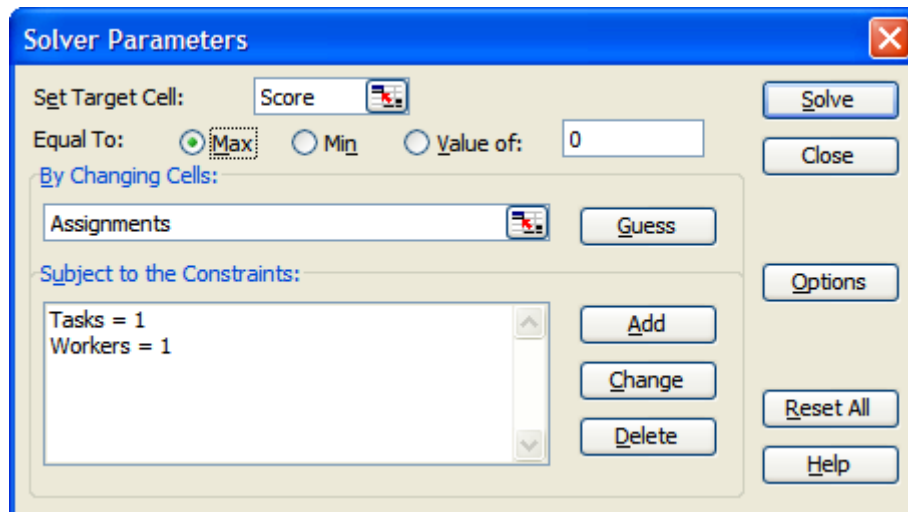 Solver Parameters
Set Target Cell: Score
Solve
Equal To: Max Min Value of: 0
Close
By Changing Cells:
Assignments
Guess
Subject to the Constraints:
Options
Tasks = 1
Workers = 1
Add
Change
Reset All
Delete
Help